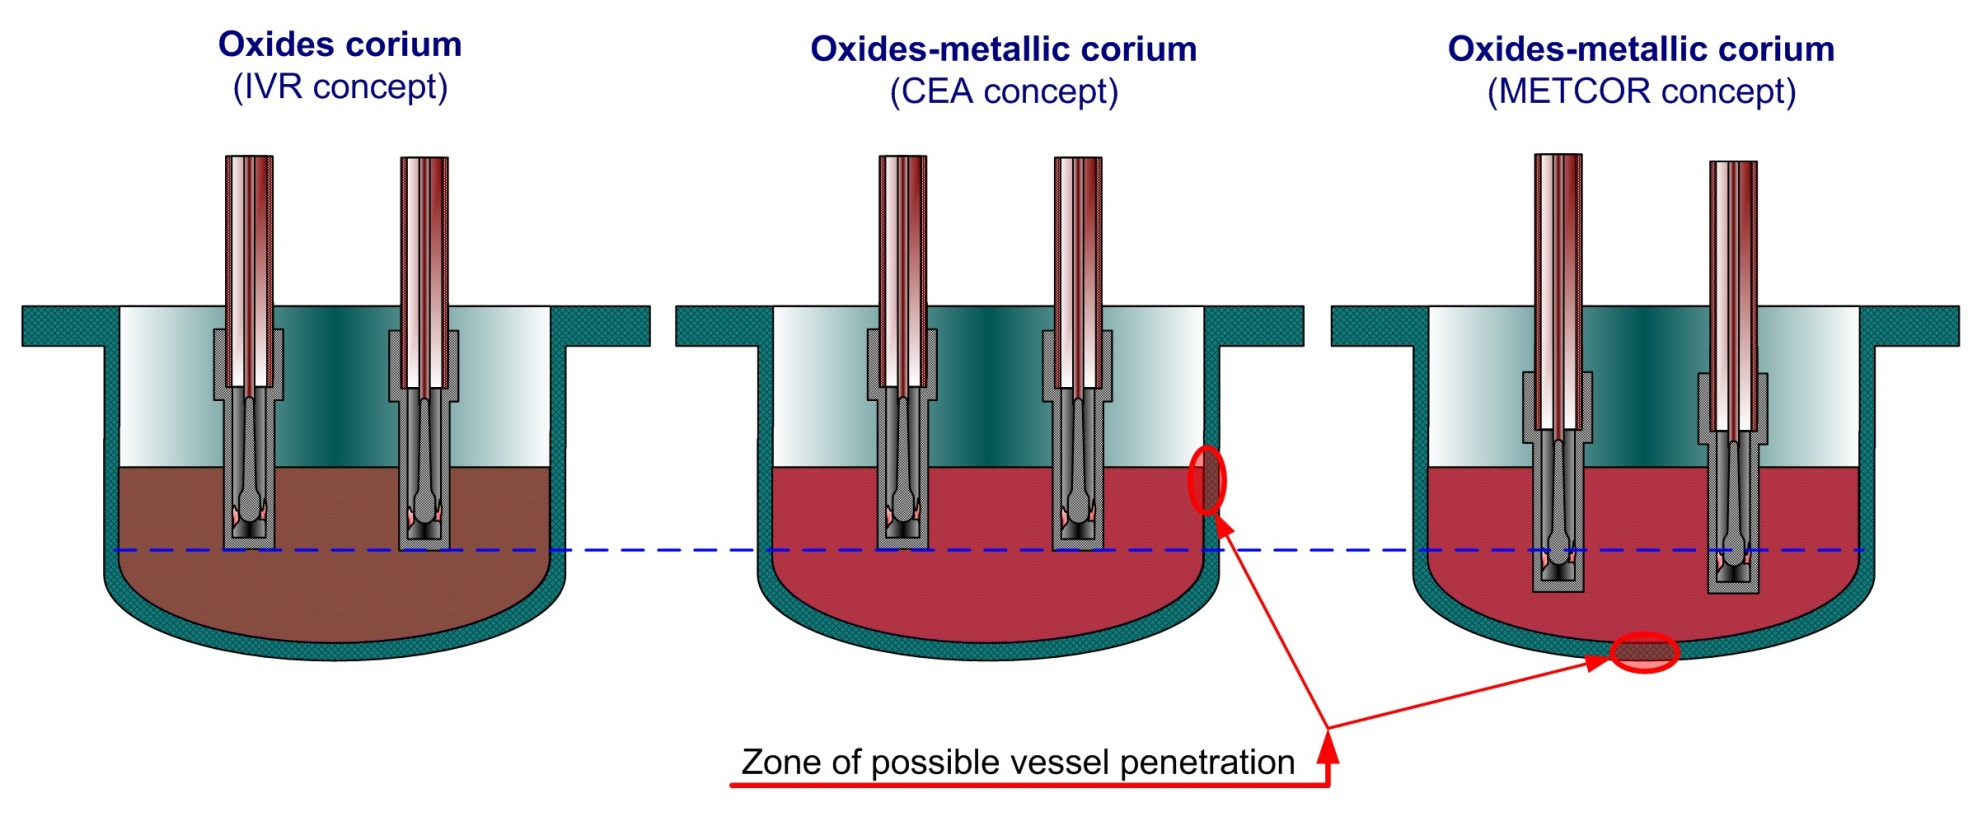 Oxides corium
(IVR concept)
Oxides-metallic corium
(CEA concept)
Oxides-metallic corium
(METCOR concept)
Zone of possible vessel penetration